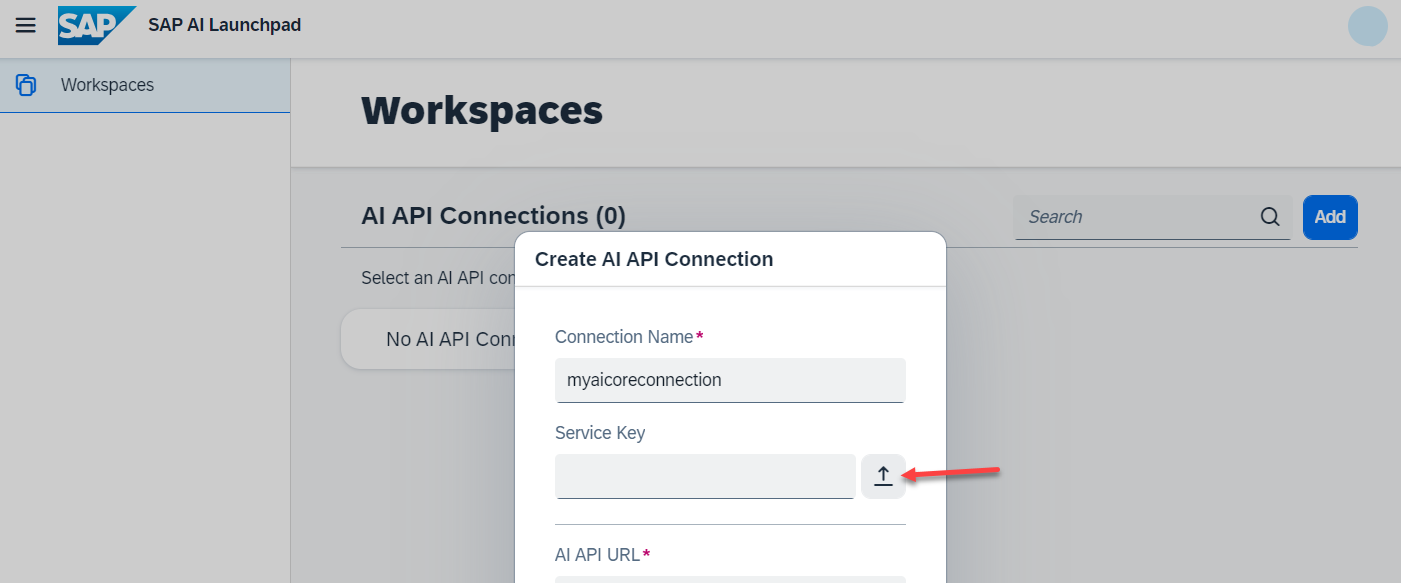 SAP SAP AI Launchpad
Workspaces
Workspaces
AI API Connections (0)
Search
Add
Select an AI API con
No AI API Con
Create AI API Connection
Connection Name*
myaicoreconnection
Service Key
AI API URL*